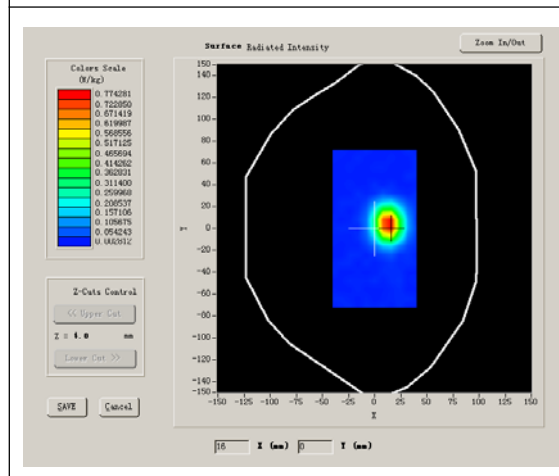 Surface Radiated Intensity
Zoom In/Out
Colors Scale
(W/kg)
0.774281
0.722850
0.671419
0.619987
0.568556
0.517125
0.465694
0.414262
0.362831
0.311400
0.259968
0.208537
0.157106
0.105675
0.054243
0.002812
Z-Cuts Control
<< Upper Cut
Z = 4.0 mm
Lower Cut >>
SAVE
Cancel
150
140
120
100
80
60
40
20
0
-20
-40
-60
-80
-100
-120
-140
-150
Y
-150 -125 -100 -75 -50 -25 0 25 50 75 100 125 150
X
16 X (mm) 0 Y (mm)